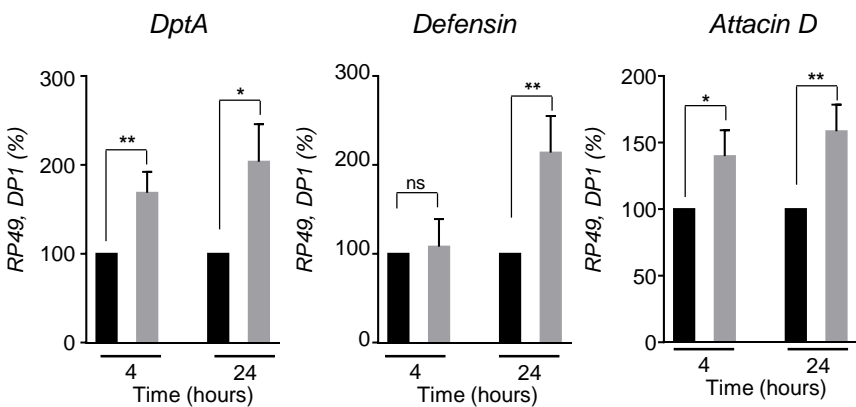 DptA
RP49, DP1 (%)
300
200
100
0
**
*
4
24
Time (hours)
Defensin
RP49, DP1 (%)
300
200
100
0
ns
**
4
24
Time (hours)
Attacin D
RP49, DP1 (%)
200
150
100
50
0
*
**
4
24
Time (hours)